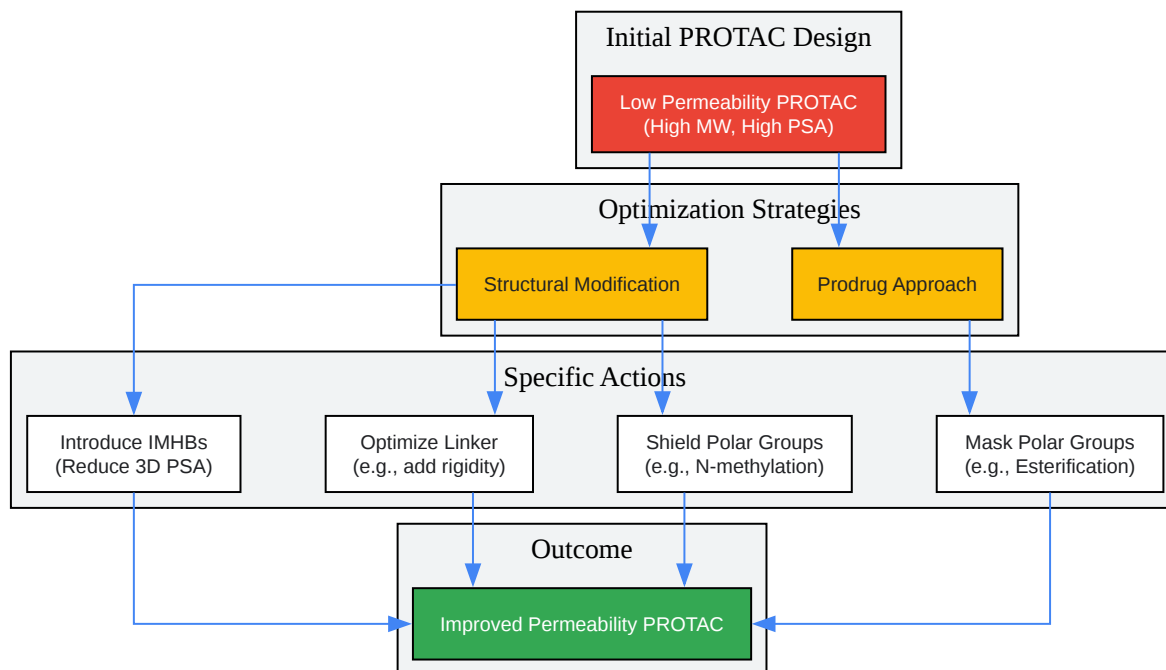 Initial PROTAC Design
Low Permeability PROTAC
(High MW, High PSA)
Optimization Strategies
Structural Modification
Prodrug Approach
Specific Actions
Introduce IMHBs
(Reduce 3D PSA)
Optimize Linker
(e.g., add rigidity)
Shield Polar Groups
(e.g., N-methylation)
Mask Polar Groups
(e.g., Esterification)
Outcome
Improved Permeability PROTAC